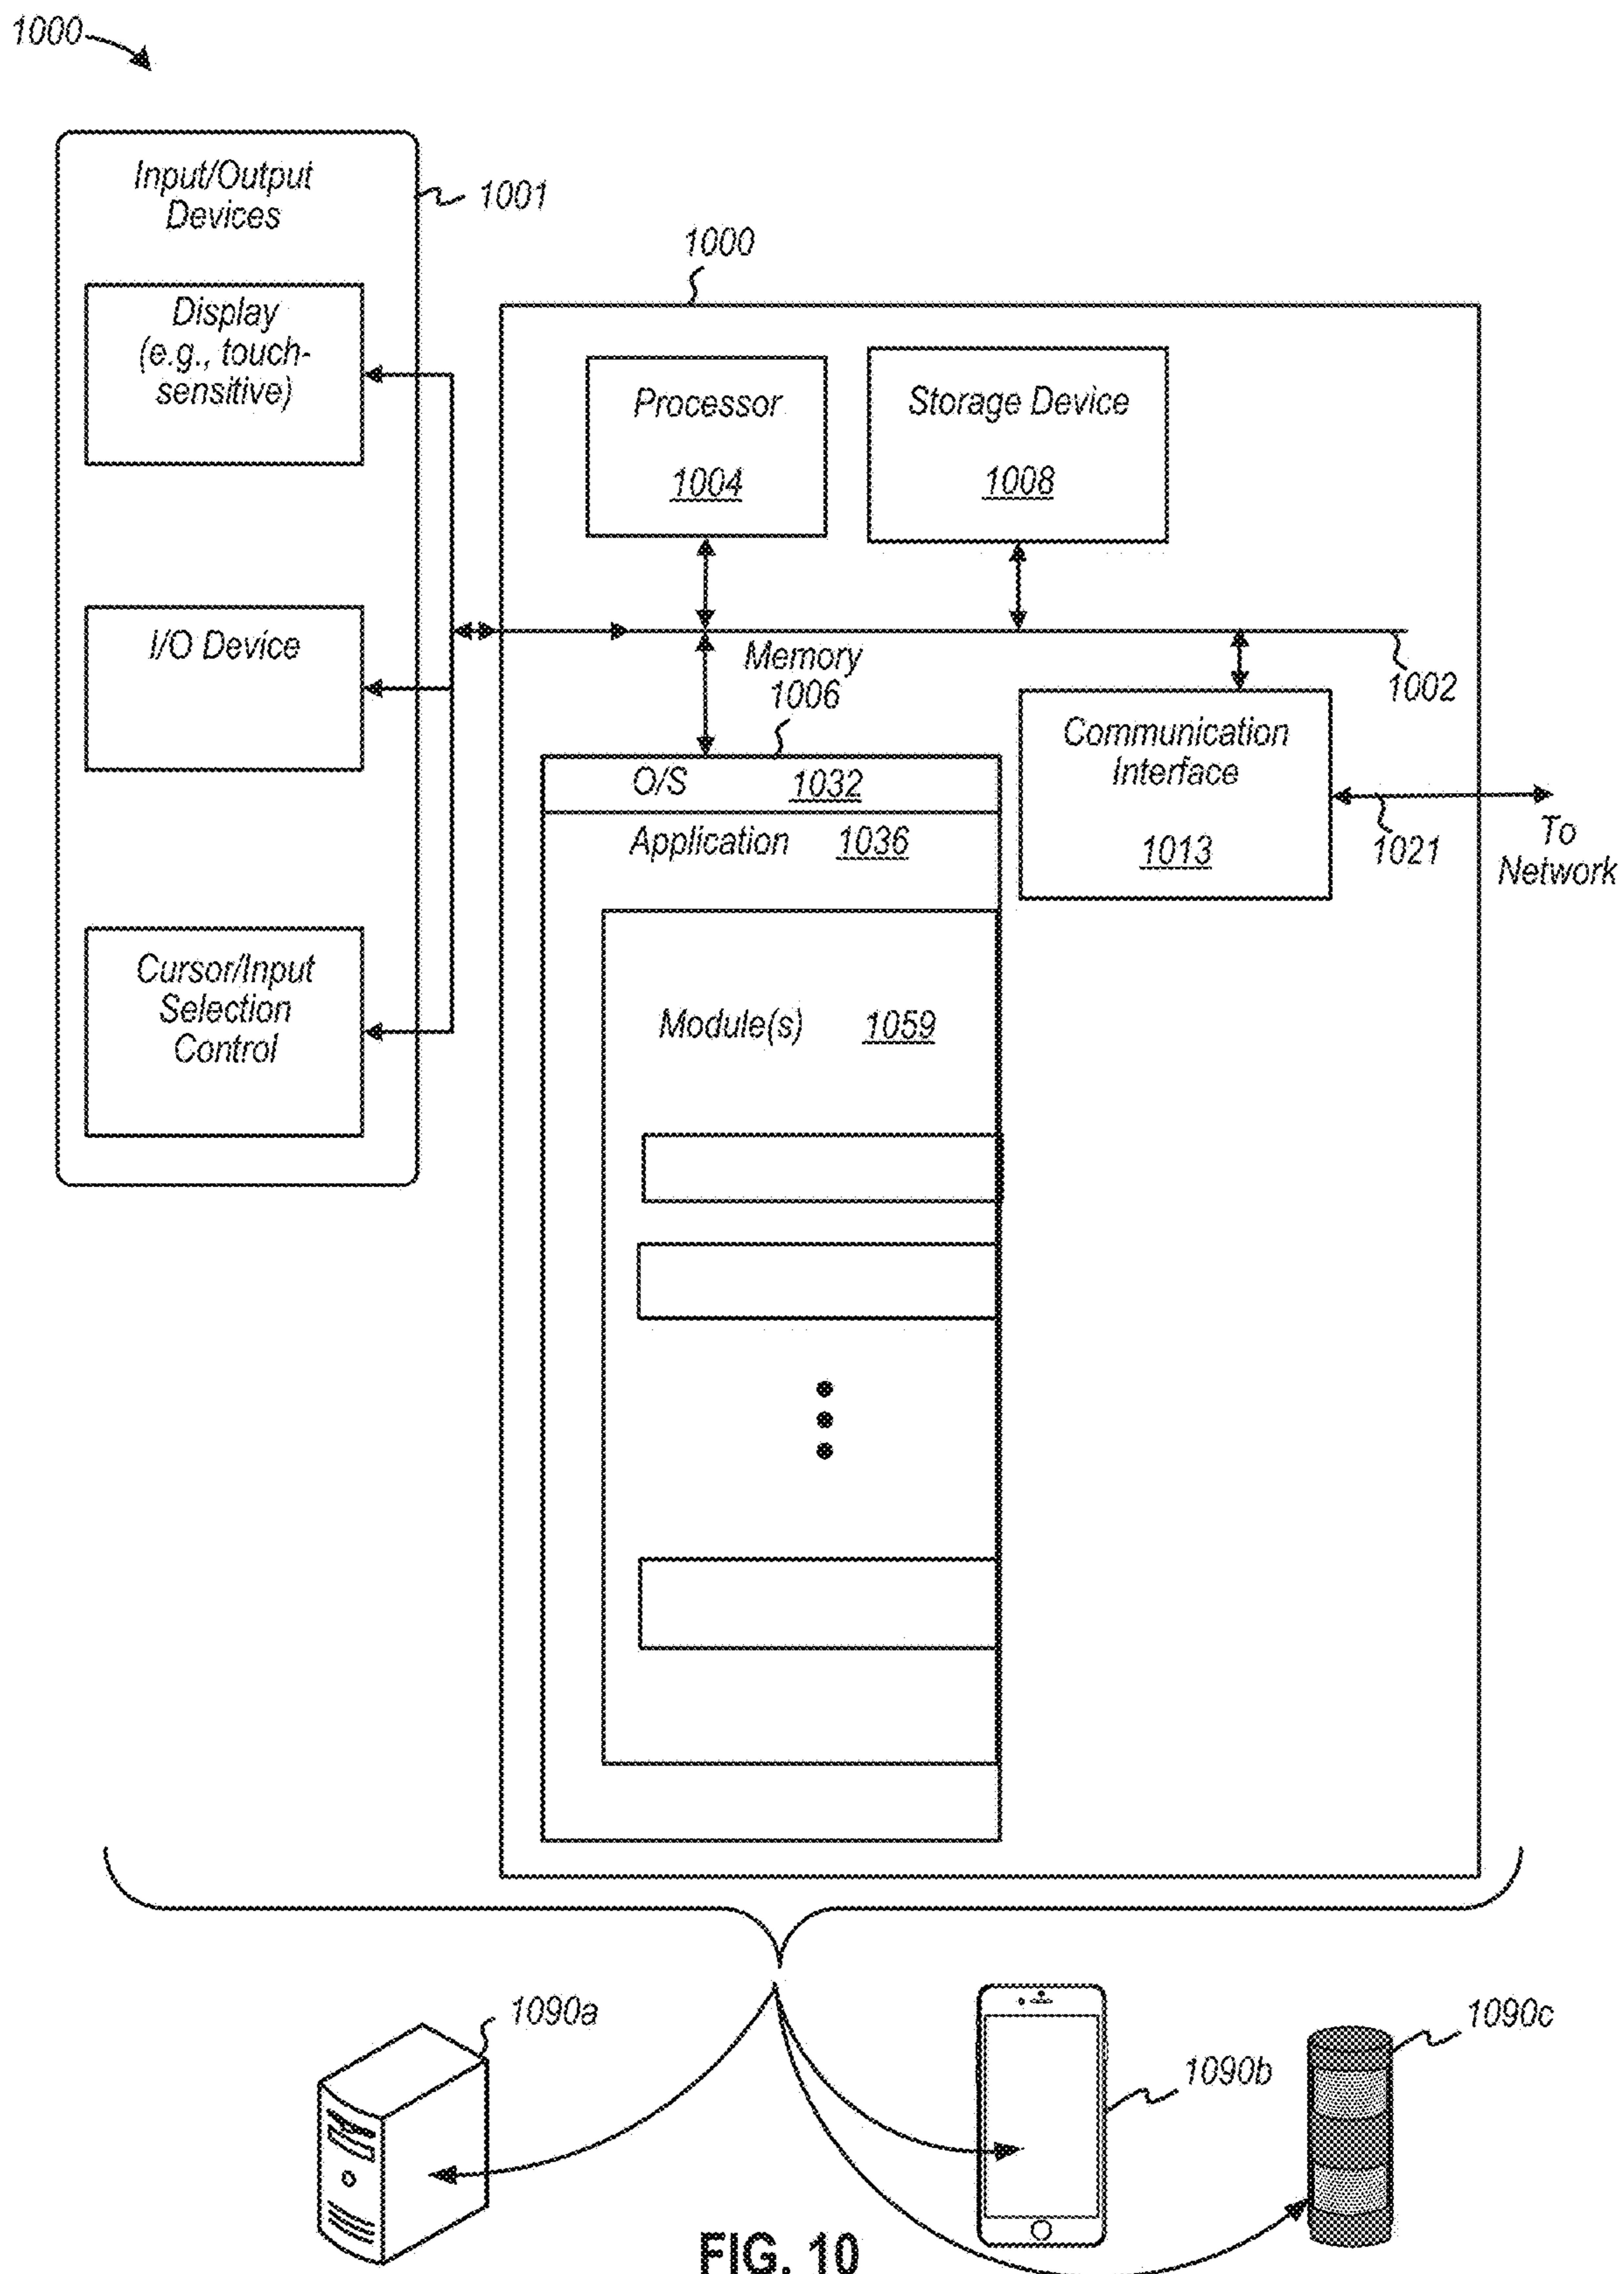 1000
Input/Output
Devices
1001
Display
(e.g., touch-
sensitive)
I/O Device
Cursor/Input
Selection
Control
1000
Processor
1004
Storage Device
1008
Memory
1006
1002
O/S 1032
Application 1036
Module(s) 1059
Communication
Interface
1013
1021
To
Network
1090a
1090b
1090c
FIG. 10